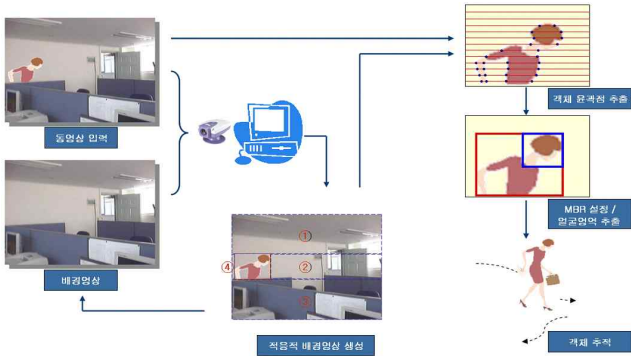 동영상 입력
배경영상
①
②
③
④
적응적 배경영상 생성
객체 윤곽점 추출
MBR 설정 /
얼굴영역 추출
객체 추적